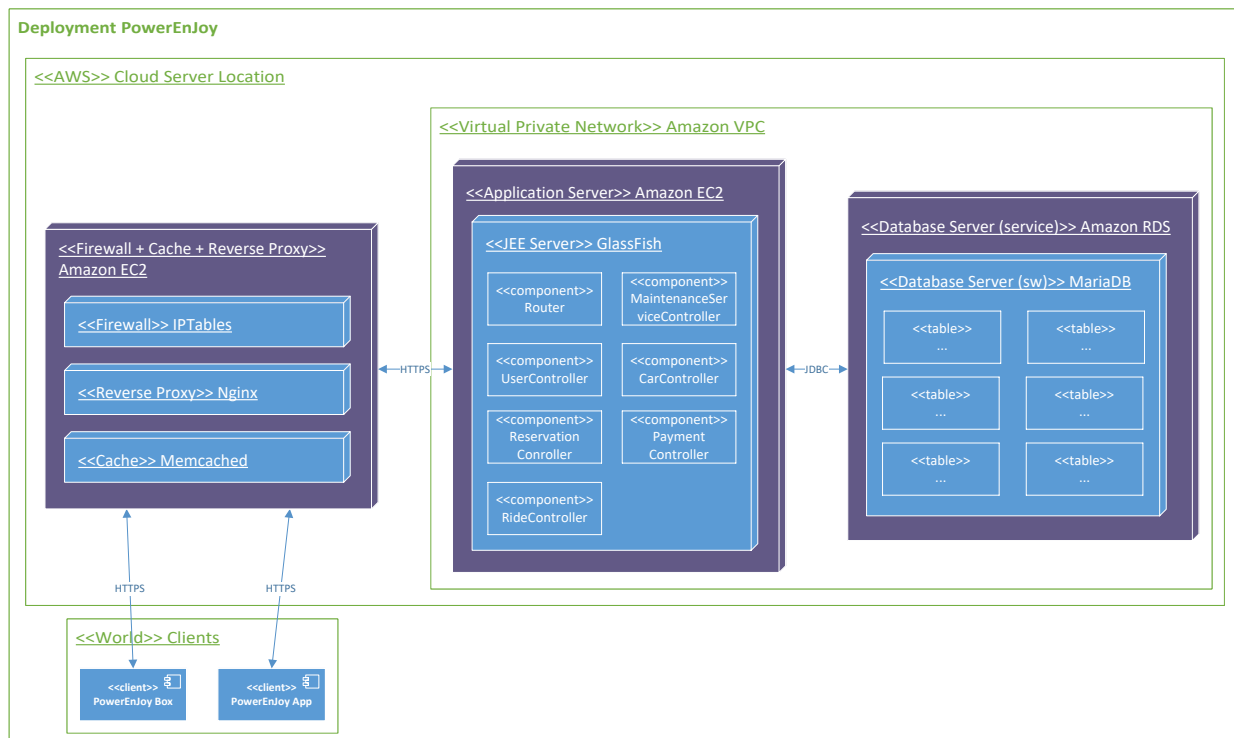 Deployment PowerEnJoy
<<AWS>> Cloud Server Location
<<Virtual Private Network>> Amazon VPC
<<Firewall + Cache + Reverse Proxy>>
Amazon EC2
<<Firewall>> IPTables
<<Reverse Proxy>> Nginx
<<Cache>> Memcached
HTTPS
<<Application Server>> Amazon EC2
<<JEE Server>> GlassFish
<<component>>
Router
<<component>>
MaintenanceSer
viceController
<<component>>
UserController
<<component>>
CarController
<<component>>
Reservation
Conroller
<<component>>
Payment
Controller
<<component>>
RideController
JDBC
<<Database Server (service)>> Amazon RDS
<<Database Server (sw)>> MariaDB
<<table>>
...
<<table>>
...
<<table>>
...
<<table>>
...
<<table>>
...
<<table>>
...
HTTPS
HTTPS
<<World>> Clients
<<client>>
PowerEnJoy Box
<<client>>
PowerEnJoy App